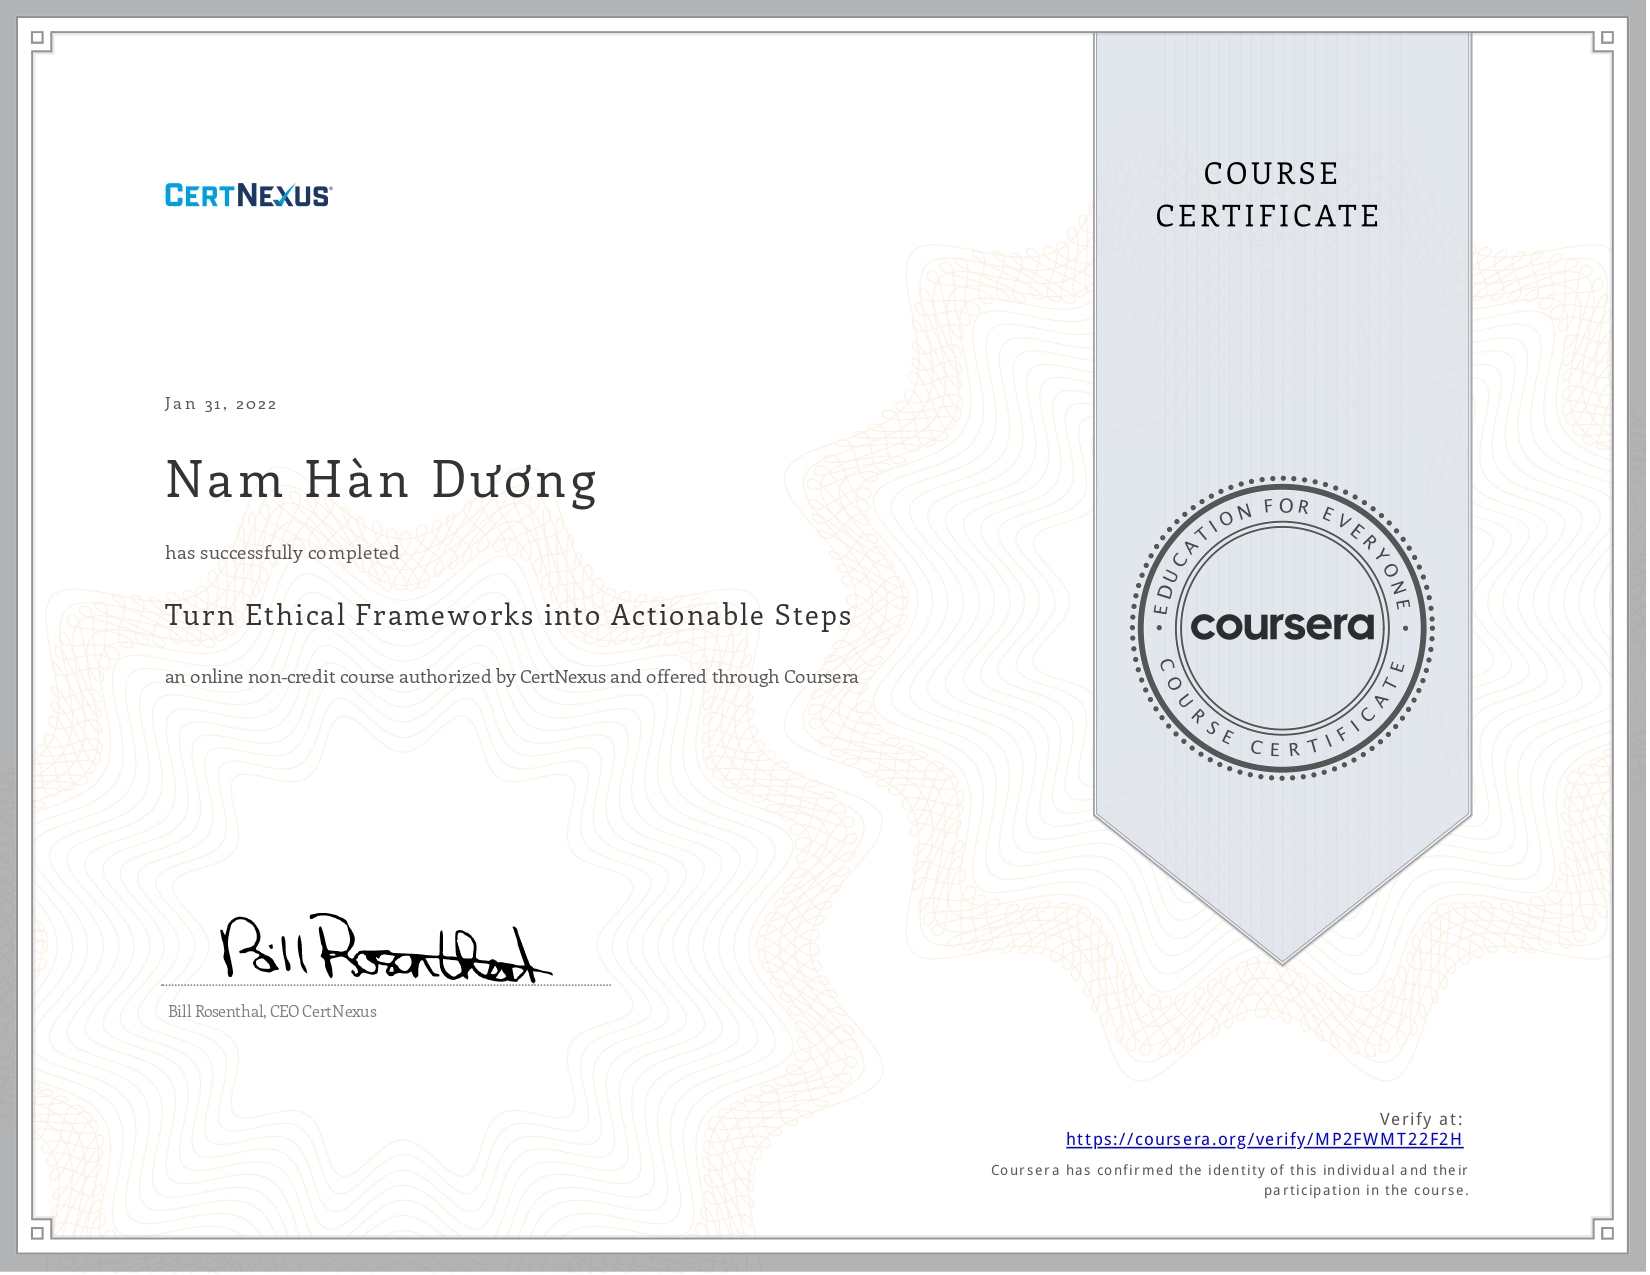 CERTNEXUS
COURSE
CERTIFICATE
Jan 31, 2022
Nam Hàn Dương
has successfully completed
Turn Ethical Frameworks into Actionable Steps
an online non-credit course authorized by CertNexus and offered through Coursera
EDUCATION FOR EVERYONE
coursera
COURSE CERTIFICATE
Bill Rosenthal
Bill Rosenthal, CEO CertNexus
Verify at:
https://coursera.org/verify/MP2FWMT22F2H
Coursera has confirmed the identity of this individual and their
participation in the course.